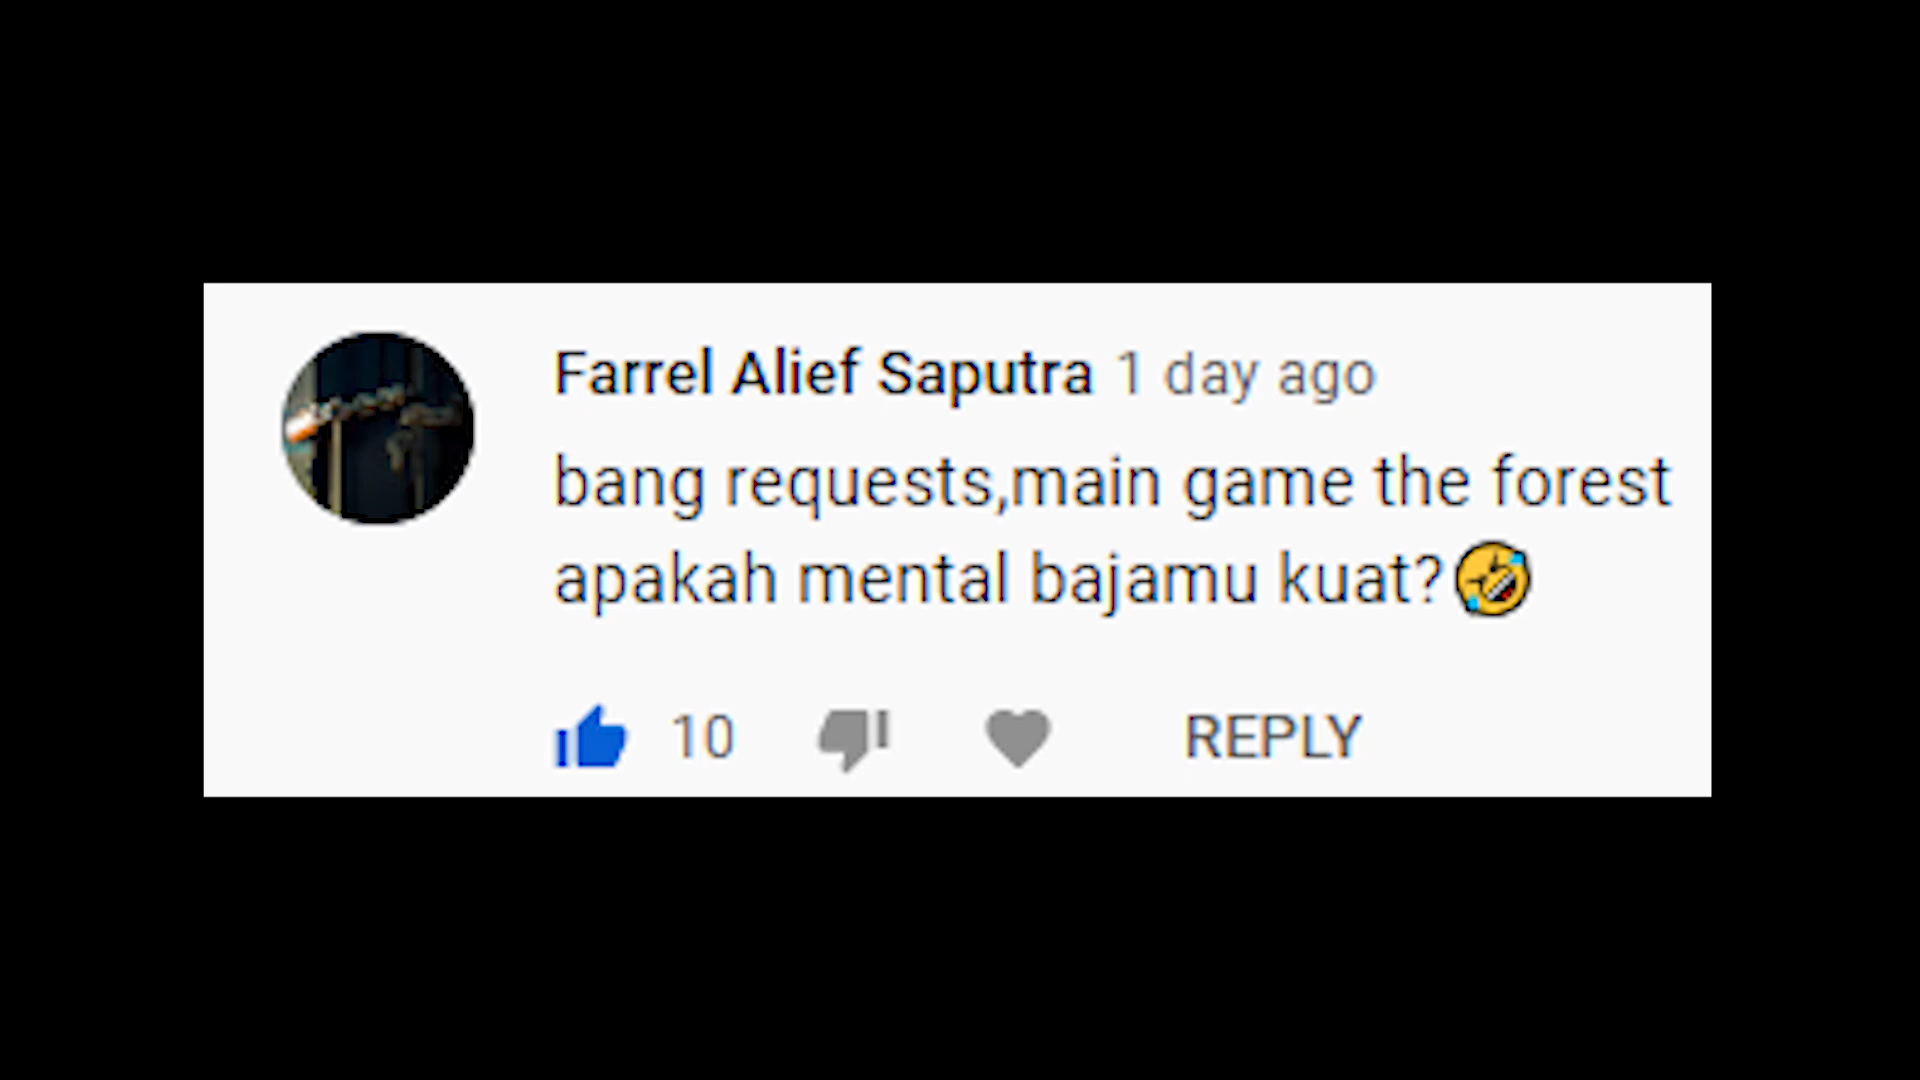 Farrel Alief Saputra 1 day ago
bang requests,main game the forest
apakah mental bajamu kuat?🤣
10 REPLY